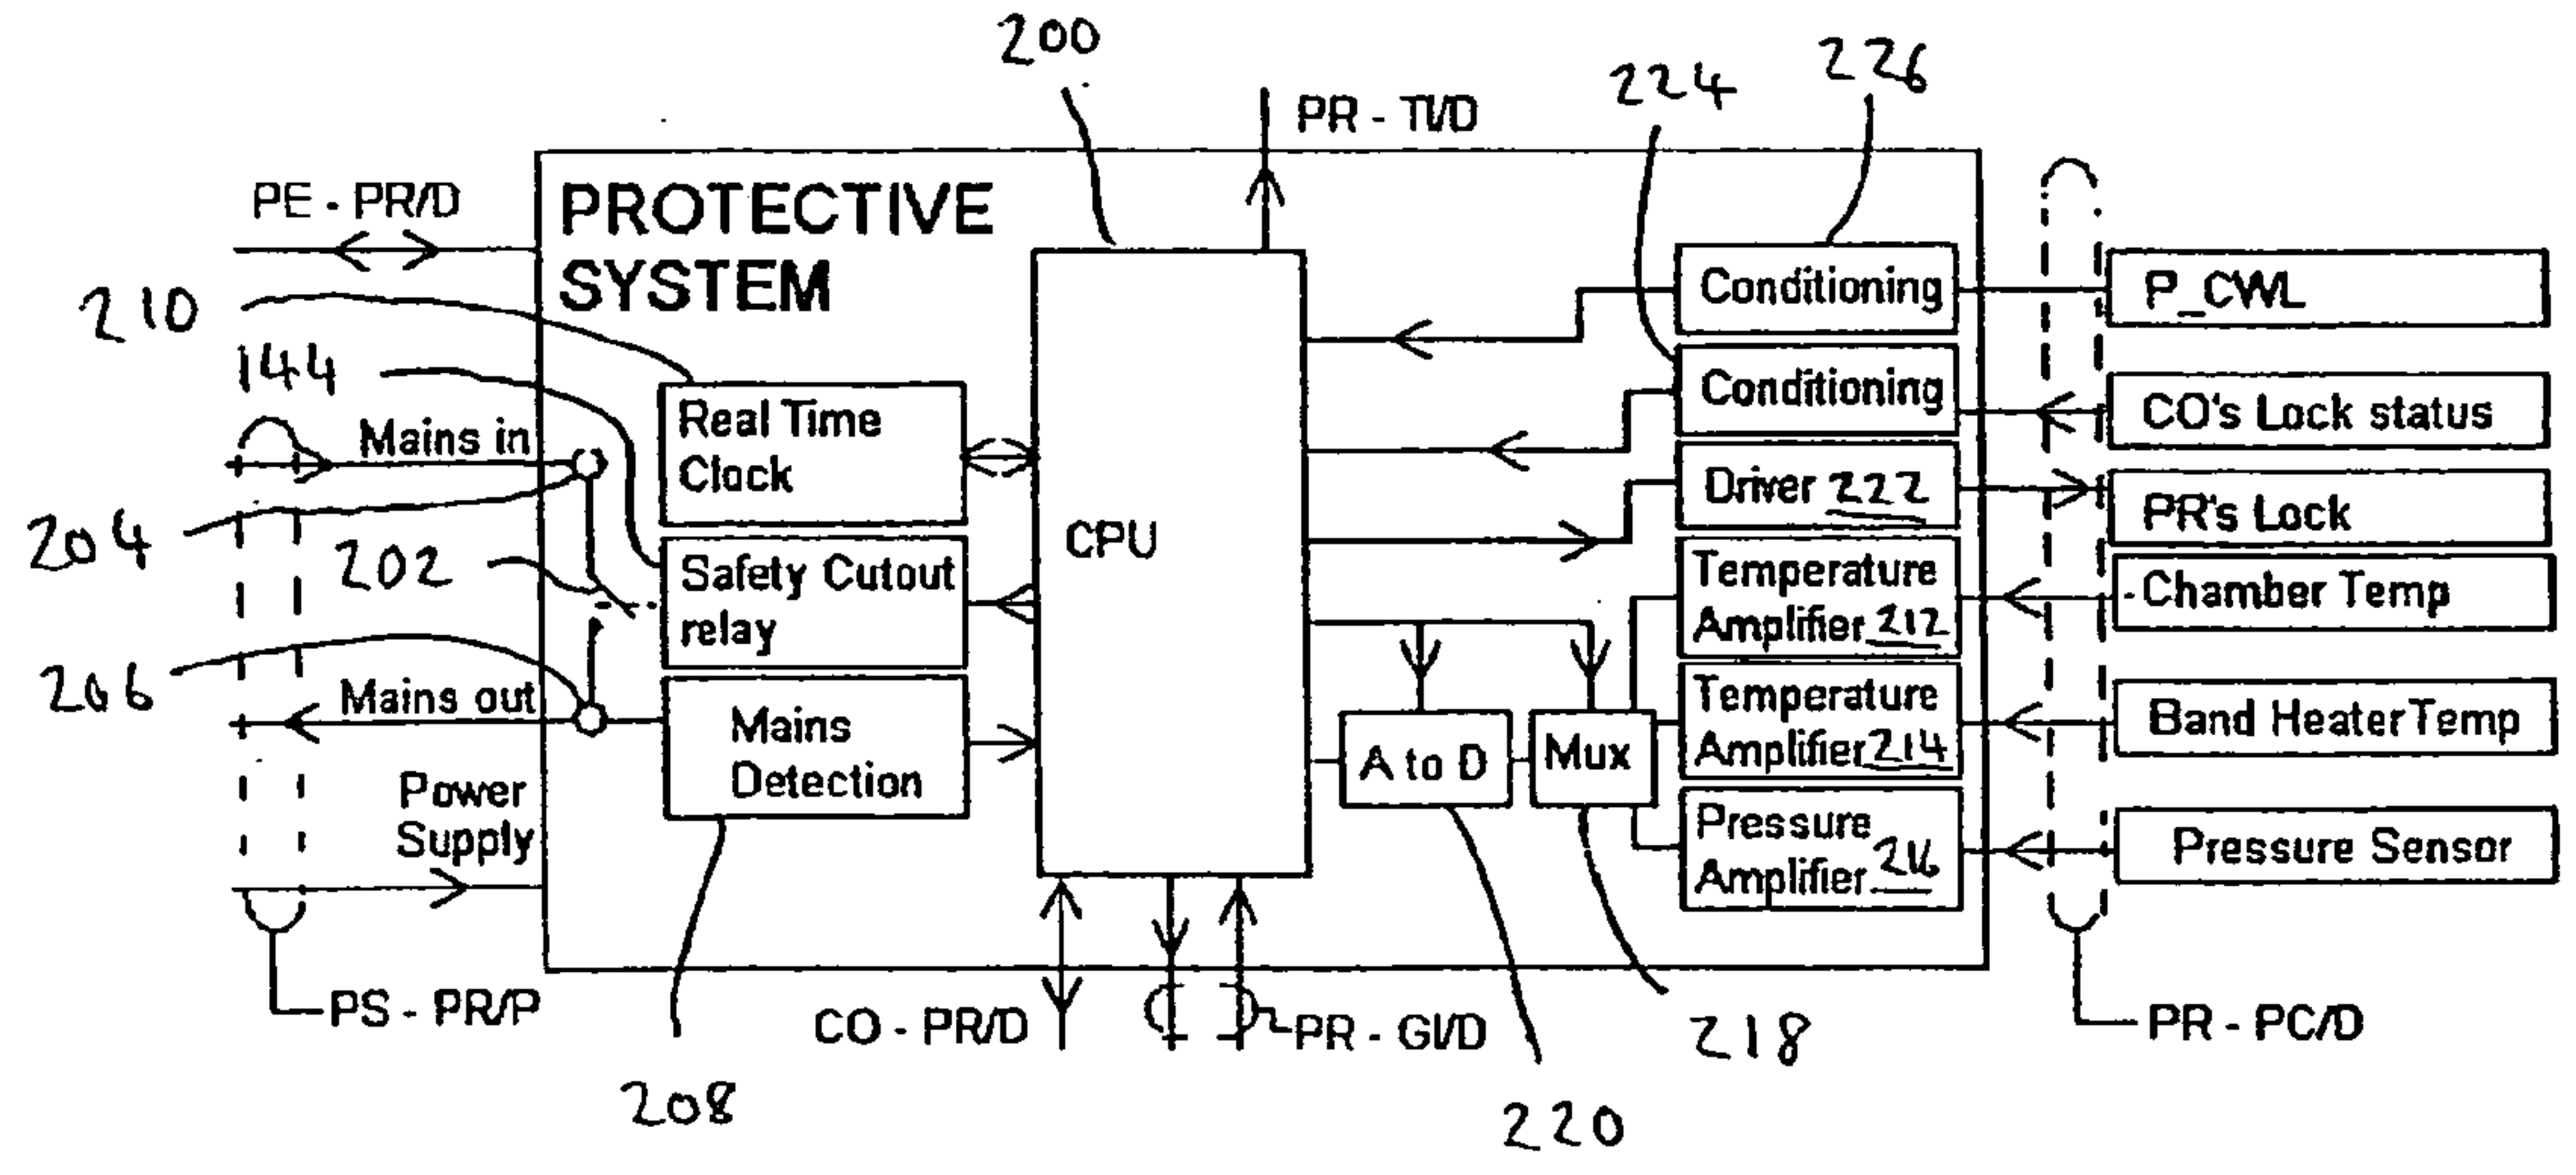 200
224
226
PR - TI/D
PE - PR/D
PROTECTIVE
SYSTEM
210
144
Mains in
204
202
206
Mains out
Power
Supply
Real Time
Clock
Safety Cutout
relay
Mains
Detection
CPU
Conditioning
Conditioning
Driver 222
Temperature
Amplifier 212
Temperature
Amplifier 214
Pressure
Amplifier 216
A to D
Mux
P_CWL
CO's Lock status
PR's Lock
Chamber Temp
Band Heater Temp
Pressure Sensor
PS - PR/P
CO - PR/D
PR - GI/D
PR - PC/D
208
220
218